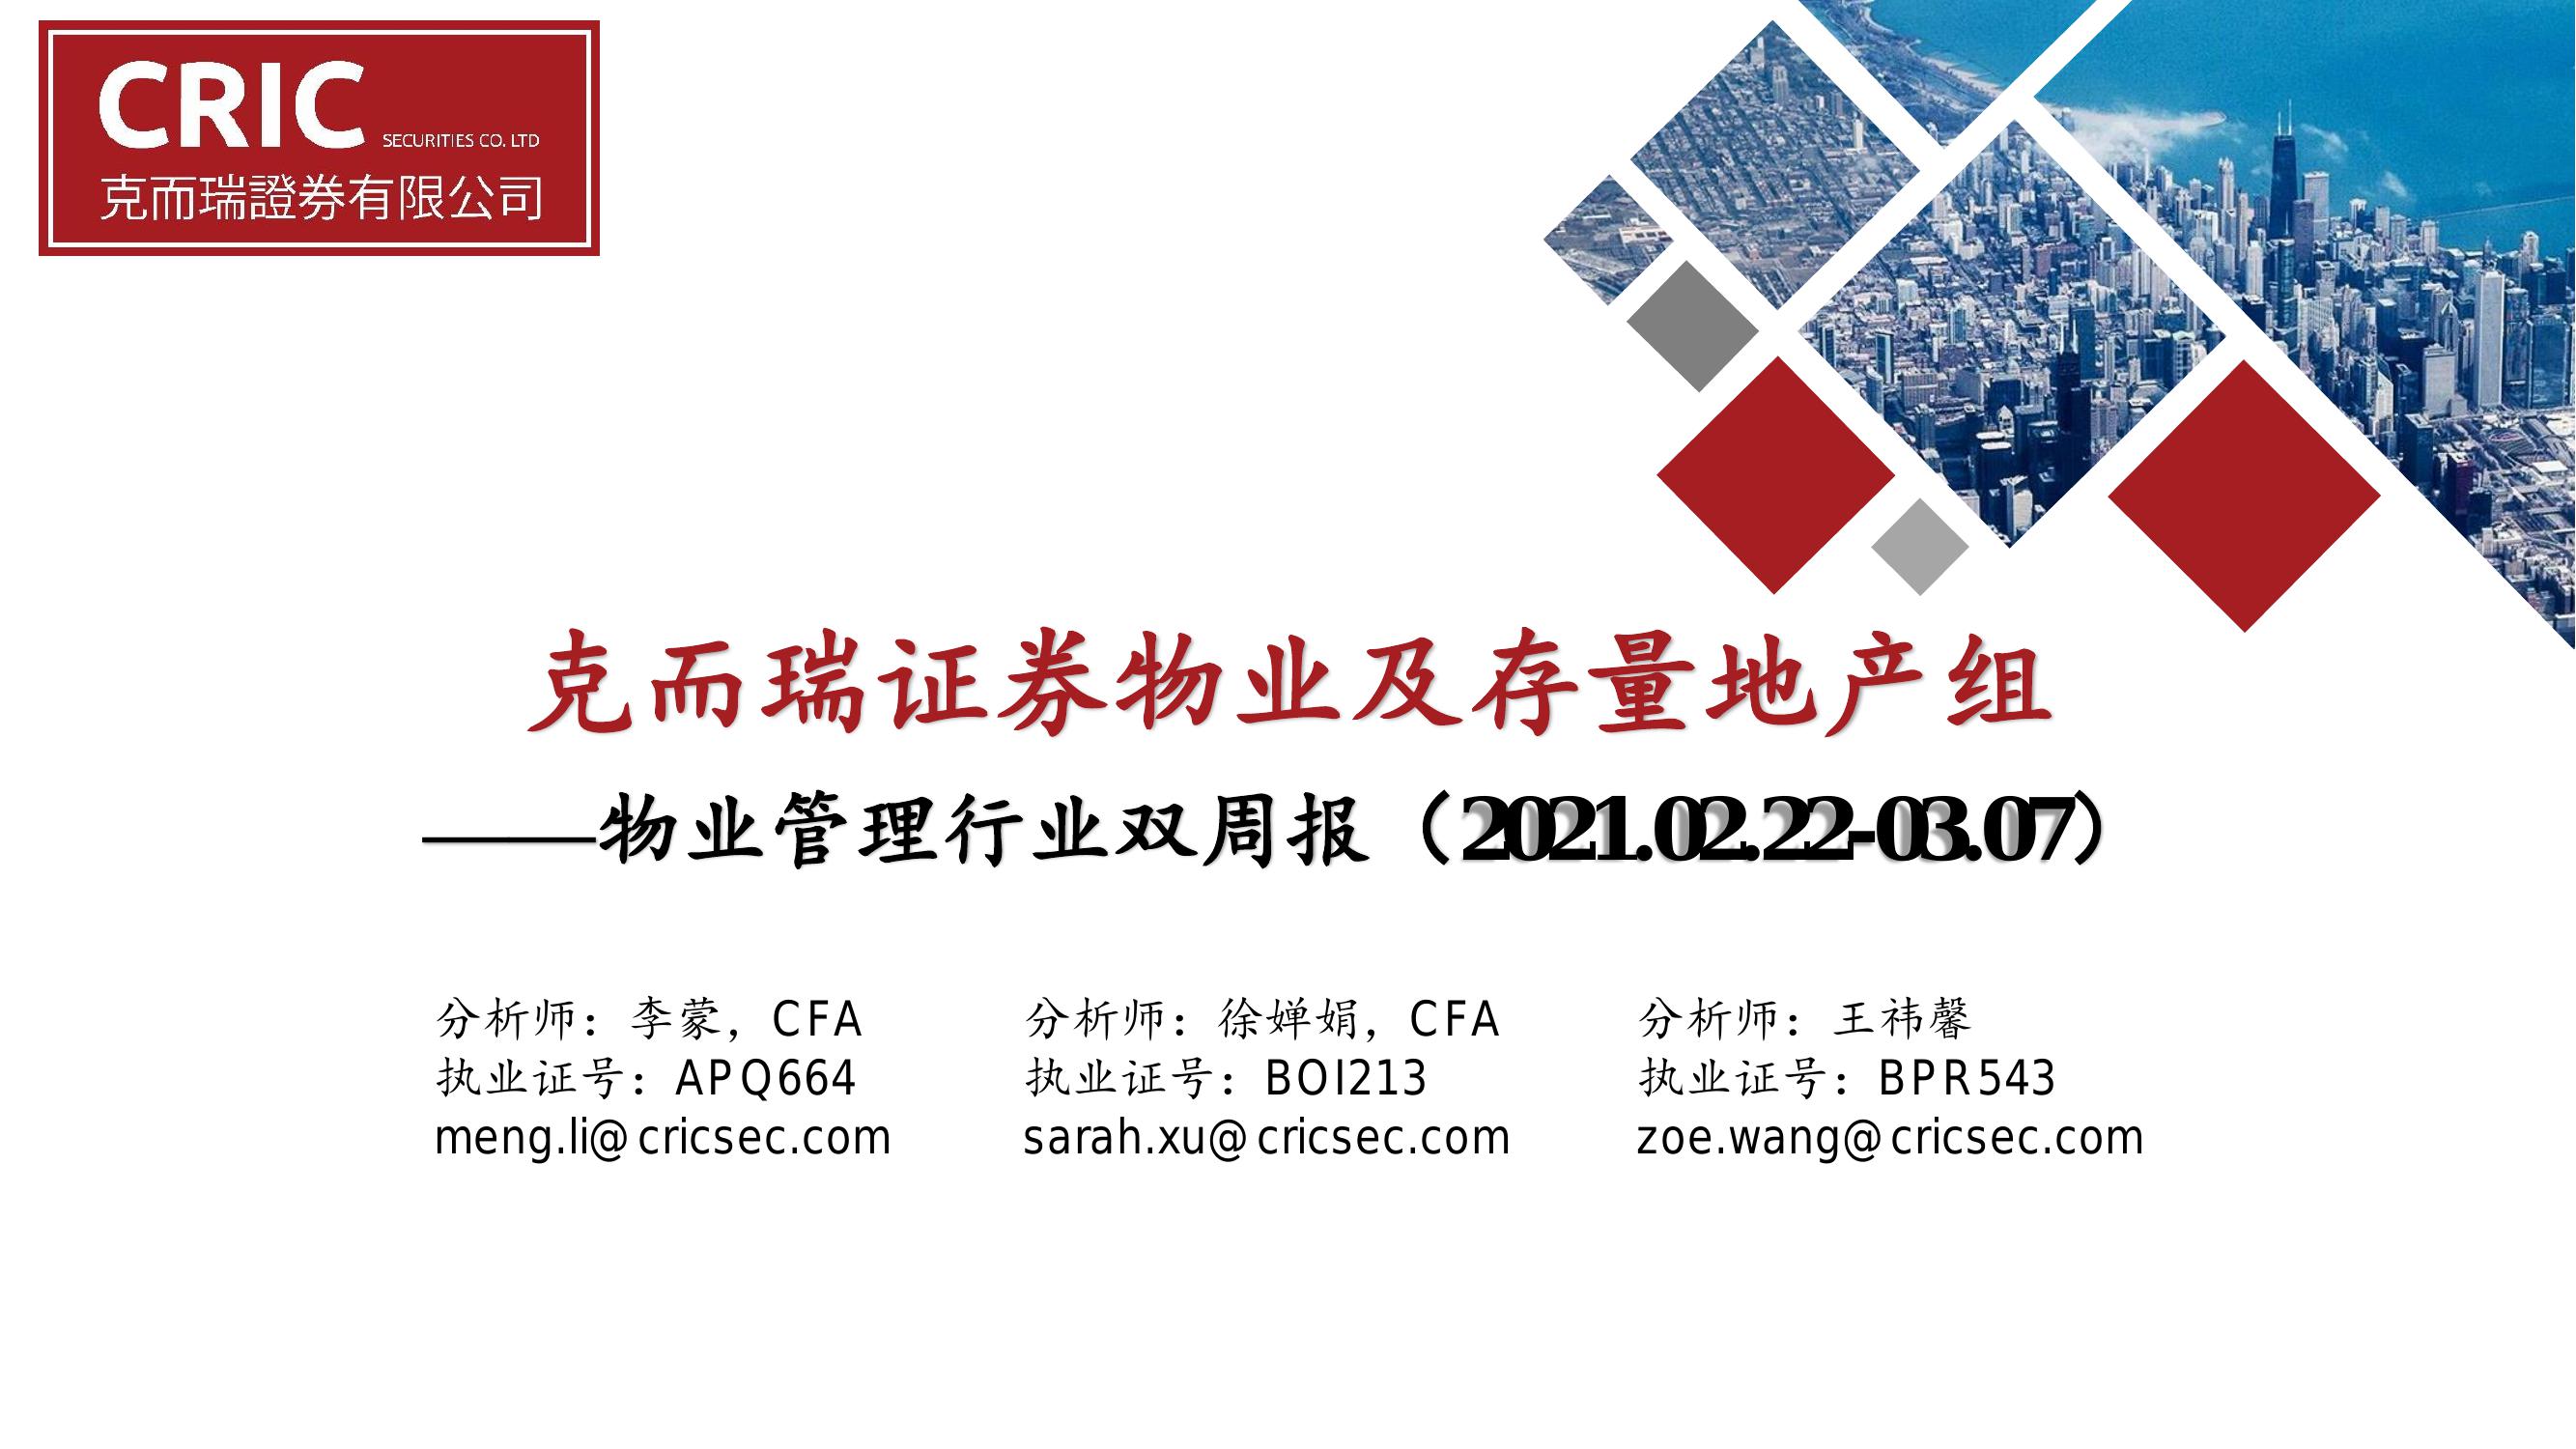 CRIC SECURITIES CO. LTD
克而瑞證券有限公司
克而瑞证券物业及存量地产组
——物业管理行业双周报（2021.02.22-03.07）
分析师：李蒙，CFA
执业证号：APQ664
meng.li@cricsec.com
分析师：徐婵娟，CFA
执业证号：BOI213
sarah.xu@cricsec.com
分析师：王祎馨
执业证号：BPR543
zoe.wang@cricsec.com